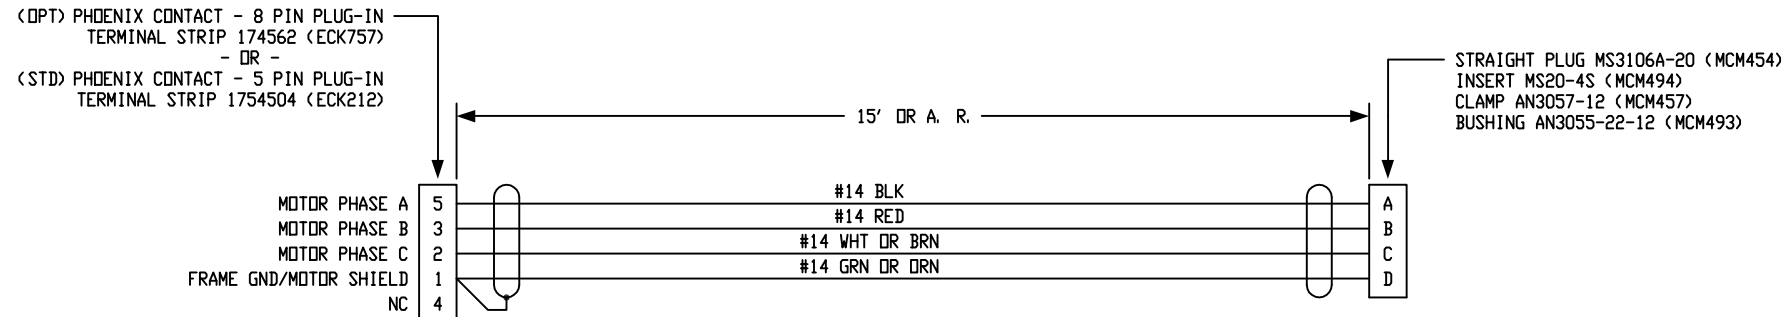 (OPT) PHOENIX CONTACT - 8 PIN PLUG-IN
TERMINAL STRIP 174562 (ECK757)
- OR -
(STD) PHOENIX CONTACT - 5 PIN PLUG-IN
TERMINAL STRIP 1754504 (ECK212)
STRAIGHT PLUG MS3106A-20 (MCM454)
INSERT MS20-4S (MCM494)
CLAMP AN3057-12 (MCM457)
BUSHING AN3055-22-12 (MCM493)
15' OR A. R.
MOTOR PHASE A 5 #14 BLK A
MOTOR PHASE B 3 #14 RED B
MOTOR PHASE C 2 #14 WHT OR BRN C
FRAME GND/MOTOR SHIELD 1 #14 GRN OR ORN D
NC 4